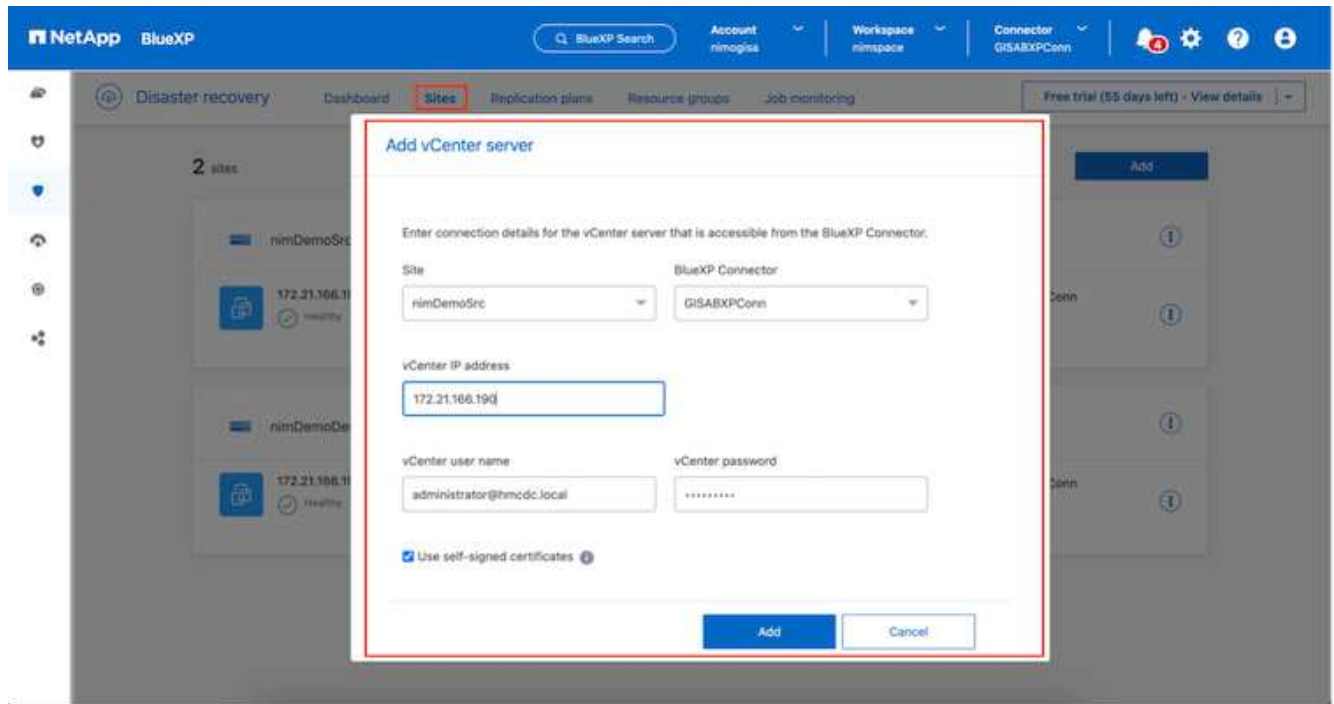 NetApp BlueXP
BlueXP Search
Account
nimogisa
Workspace
nimspace
Connector
GISABXPConn
4
Disaster recovery
Dashboard
Sites
Replication plans
Resource groups
Job monitoring
Free trial (55 days left) - View details
2 sites
Add
Add vCenter server
Enter connection details for the vCenter server that is accessible from the BlueXP Connector.
Site
BlueXP Connector
nimDemoSrc
GISABXPConn
vCenter IP address
172.21.166.190
vCenter user name
vCenter password
administrator@hmcdc.local
Use self-signed certificates
Add
Cancel
nimDemoSrc
172.21.166.1
Healthy
Conn
nimDemoDe
172.21.166.1
Healthy
Conn